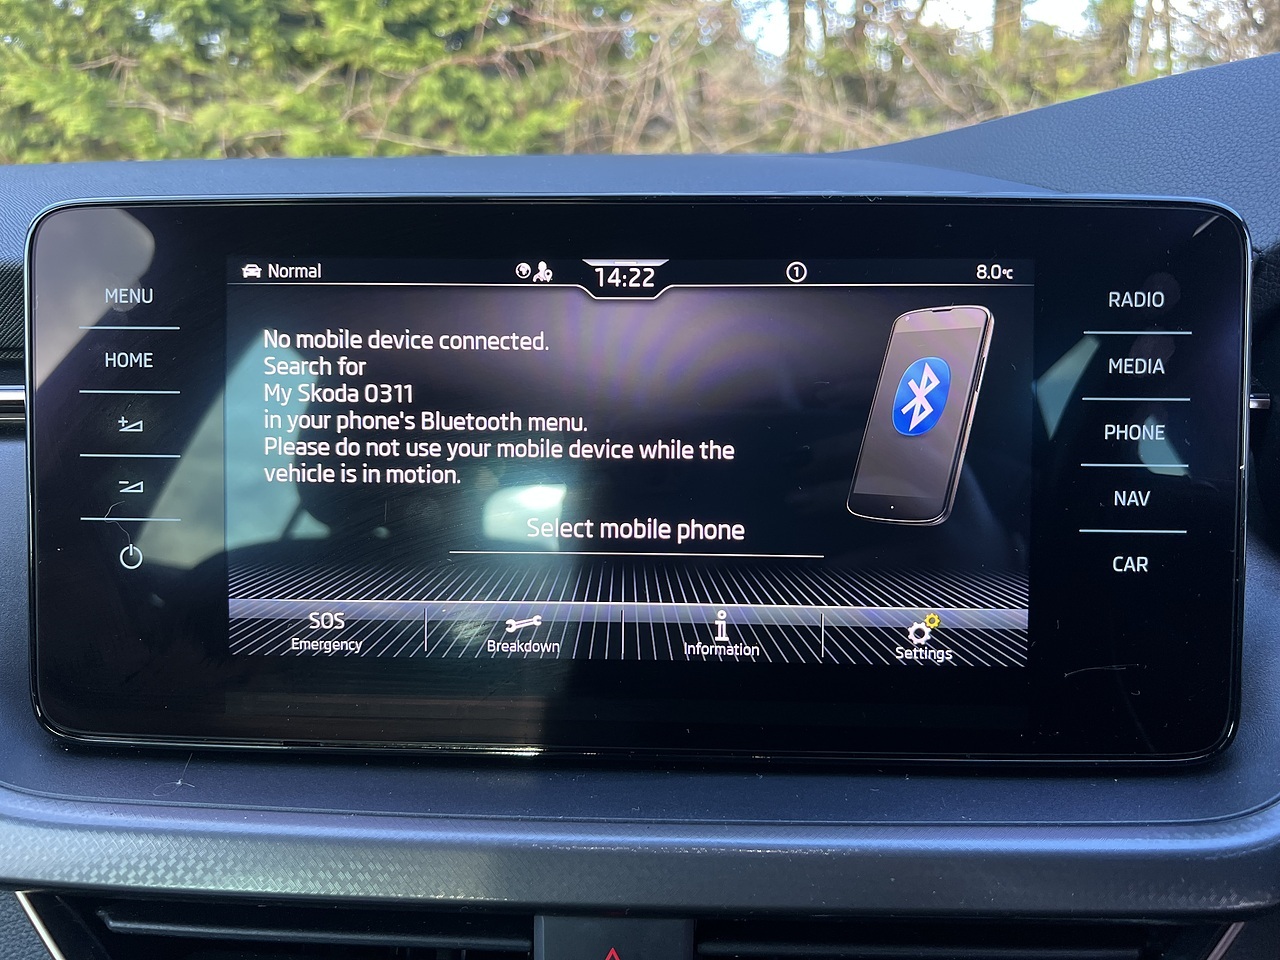 Normal
14:22
1
8.0°C
MENU
HOME
RADIO
MEDIA
PHONE
NAV
CAR
No mobile device connected.
Search for
My Skoda 0311
in your phone's Bluetooth menu.
Please do not use your mobile device while the
vehicle is in motion.
Select mobile phone
SOS
Emergency
Breakdown
Information
Settings